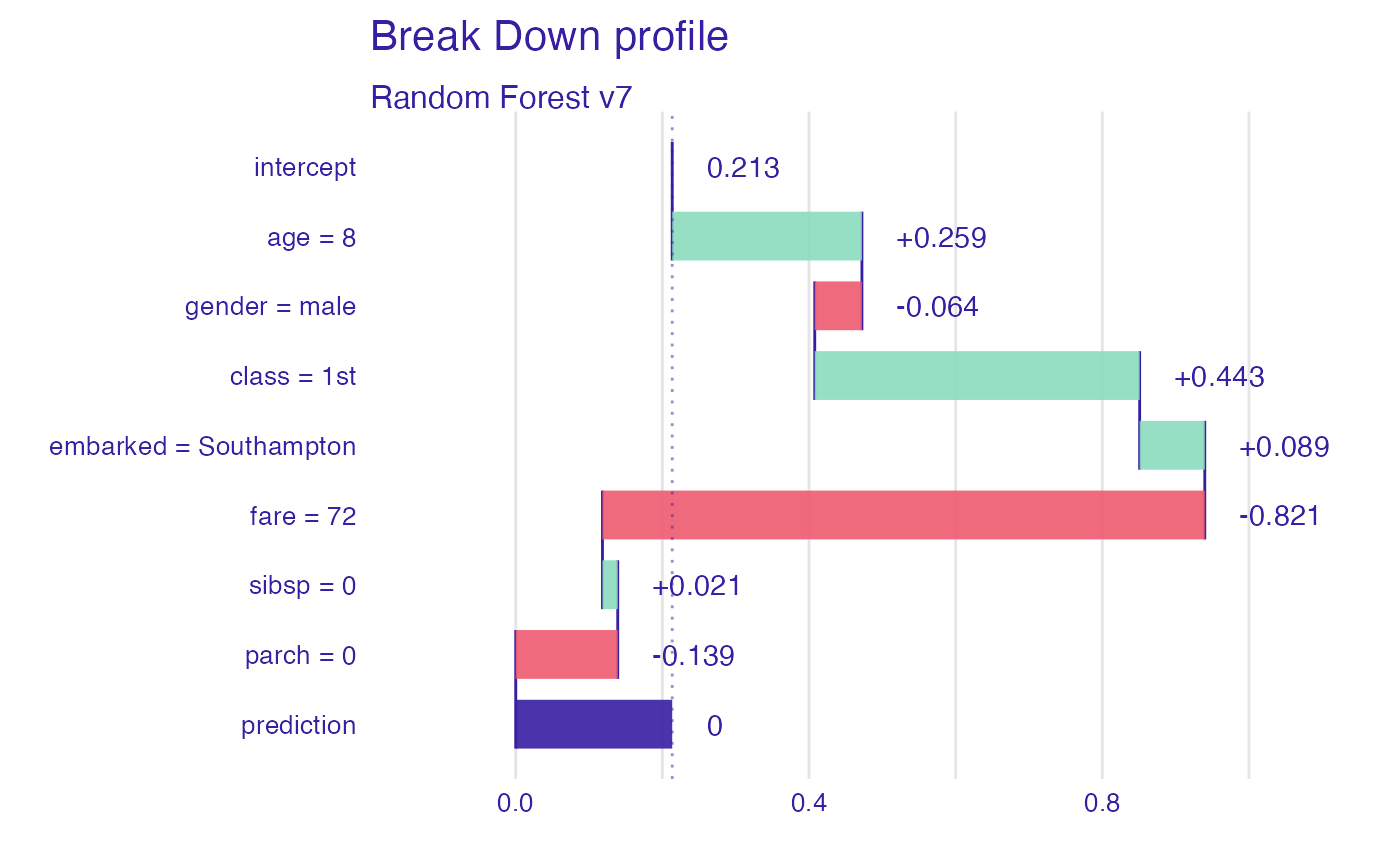 Break Down profile
Random Forest v7
intercept 0.213
age = 8 +0.259
gender = male -0.064
class = 1st +0.443
embarked = Southampton +0.089
fare = 72 -0.821
sibsp = 0 +0.021
parch = 0 -0.139
prediction 0
0.0 0.4 0.8